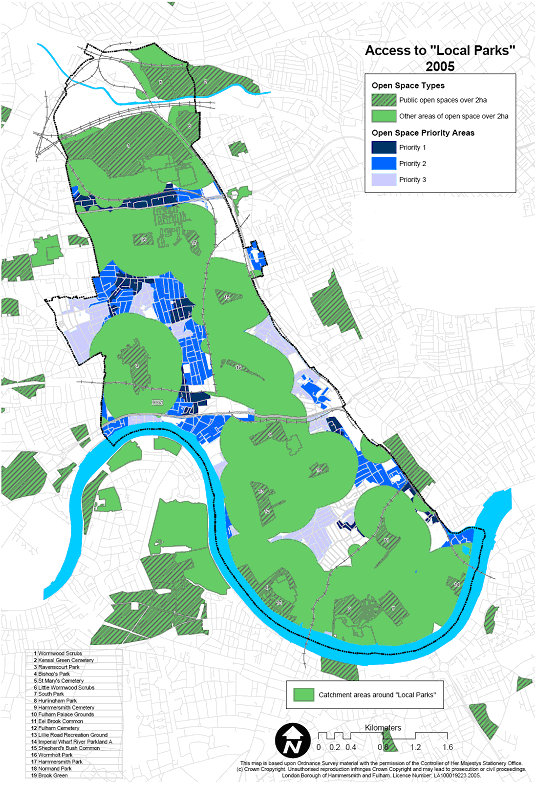 Access to "Local Parks"
2005
Open Space Types
Public open spaces over 2ha
Other areas of open space over 2ha
Open Space Priority Areas
Priority 1
Priority 2
Priority 3
1 Wormwood Scrubs
2 Kensal Green Cemetery
3 Ravenscourt Park
4 Bishop's Park
5 St Mary's Cemetery
6 Little Wormwood Scrubs
7 South Park
8 Hurlingham Park
9 Hammersmith Cemetery
10 Fulham Palace Grounds
11 Eel Brook Common
12 Fulham Cemetery
13 Lillie Road Recreation Ground
14 Imperial Wharf River Parkland A
15 Shepherd's Bush Common
16 Wormholt Park
17 Hammersmith Park
18 Normand Park
19 Brook Green
Catchment areas around "Local Parks"
N
Kilometers
0 0.2 0.4 0.8 1.2 1.6
This map is based upon Ordnance Survey material with the permission of the Controller of Her Majestys Stationery Office.
(c) Crown Copyright. Unauthorised reproduction infringes Crown Copyright and may lead to prosecution or civil proceedings.
London Borough of Hammersmith and Fulham. Licence Number; LA100019223 2005.